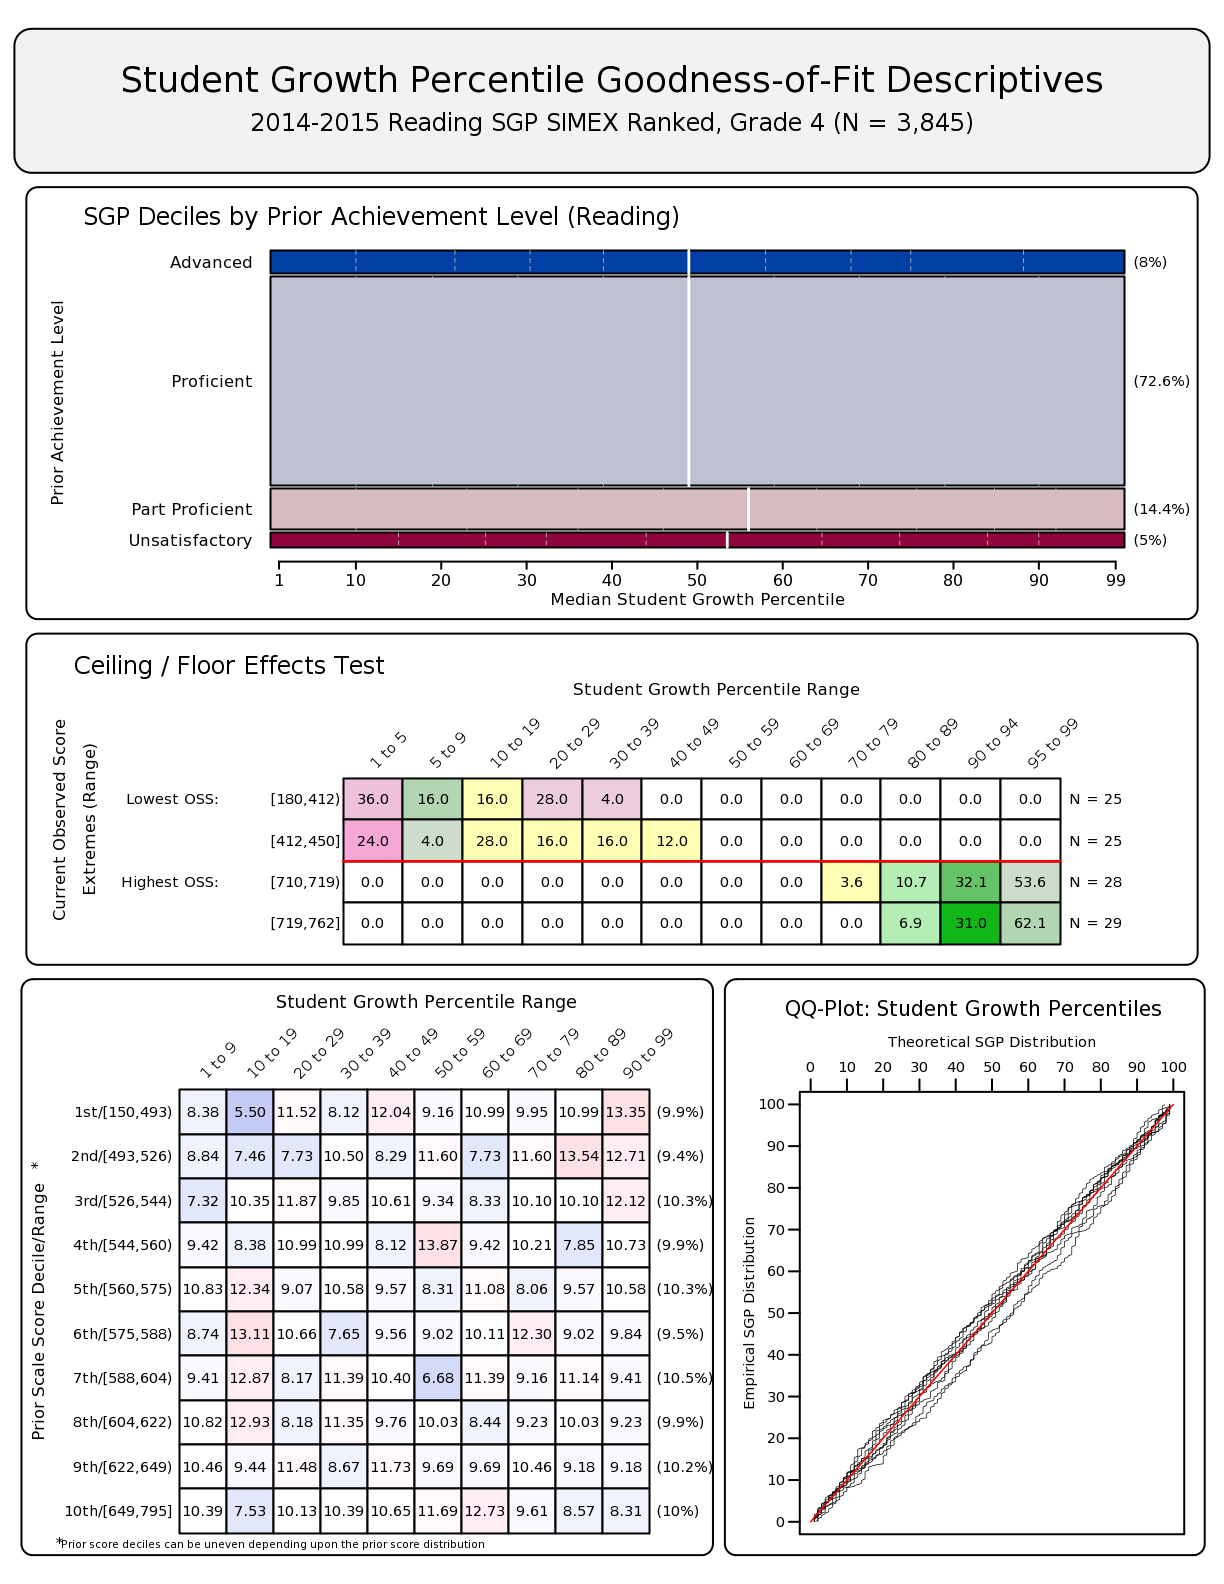 Student Growth Percentile Goodness-of-Fit Descriptives
2014-2015 Reading SGP SIMEX Ranked, Grade 4 (N = 3,845)
SGP Deciles by Prior Achievement Level (Reading)
Prior Achievement Level
Advanced (8%)
Proficient (72.6%)
Part Proficient (14.4%)
Unsatisfactory (5%)
1 10 20 30 40 50 60 70 80 90 99
Median Student Growth Percentile
Ceiling / Floor Effects Test
Student Growth Percentile Range
Current Observed Score
Extremes (Range)
1 to 5 5 to 9 10 to 19 20 to 29 30 to 39 40 to 49 50 to 59 60 to 69 70 to 79 80 to 89 90 to 94 95 to 99
Lowest OSS: [180,412) 36.0 16.0 16.0 28.0 4.0 0.0 0.0 0.0 0.0 0.0 0.0 0.0 N = 25
[412,450] 24.0 4.0 28.0 16.0 16.0 12.0 0.0 0.0 0.0 0.0 0.0 0.0 N = 25
Highest OSS: [710,719) 0.0 0.0 0.0 0.0 0.0 0.0 0.0 0.0 3.6 10.7 32.1 53.6 N = 28
[719,762] 0.0 0.0 0.0 0.0 0.0 0.0 0.0 0.0 0.0 6.9 31.0 62.1 N = 29
Student Growth Percentile Range
Prior Scale Score Decile/Range *
1 to 9 10 to 19 20 to 29 30 to 39 40 to 49 50 to 59 60 to 69 70 to 79 80 to 89 90 to 99
1st/[150,493) 8.38 5.50 11.52 8.12 12.04 9.16 10.99 9.95 10.99 13.35 (9.9%)
2nd/[493,526) 8.84 7.46 7.73 10.50 8.29 11.60 7.73 11.60 13.54 12.71 (9.4%)
3rd/[526,544) 7.32 10.35 11.87 9.85 10.61 9.34 8.33 10.10 10.10 12.12 (10.3%)
4th/[544,560) 9.42 8.38 10.99 10.99 8.12 13.87 9.42 10.21 7.85 10.73 (9.9%)
5th/[560,575) 10.83 12.34 9.07 10.58 9.57 8.31 11.08 8.06 9.57 10.58 (10.3%)
6th/[575,588) 8.74 13.11 10.66 7.65 9.56 9.02 10.11 12.30 9.02 9.84 (9.5%)
7th/[588,604) 9.41 12.87 8.17 11.39 10.40 6.68 11.39 9.16 11.14 9.41 (10.5%)
8th/[604,622) 10.82 12.93 8.18 11.35 9.76 10.03 8.44 9.23 10.03 9.23 (9.9%)
9th/[622,649) 10.46 9.44 11.48 8.67 11.73 9.69 9.69 10.46 9.18 9.18 (10.2%)
10th/[649,795] 10.39 7.53 10.13 10.39 10.65 11.69 12.73 9.61 8.57 8.31 (10%)
*Prior score deciles can be uneven depending upon the prior score distribution
QQ-Plot: Student Growth Percentiles
Theoretical SGP Distribution
0 10 20 30 40 50 60 70 80 90 100
Empirical SGP Distribution
100
90
80
70
60
50
40
30
20
10
0